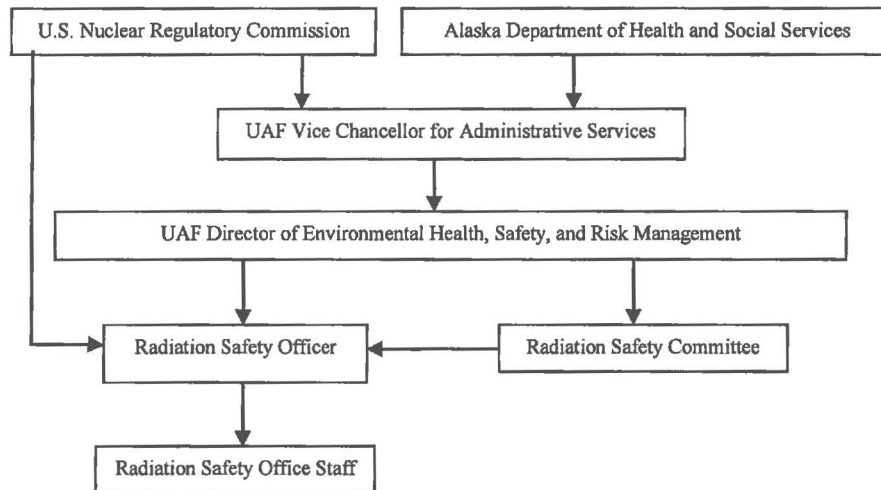 U.S. Nuclear Regulatory Commission
Alaska Department of Health and Social Services
UAF Vice Chancellor for Administrative Services
UAF Director of Environmental Health, Safety, and Risk Management
Radiation Safety Officer
Radiation Safety Committee
Radiation Safety Office Staff